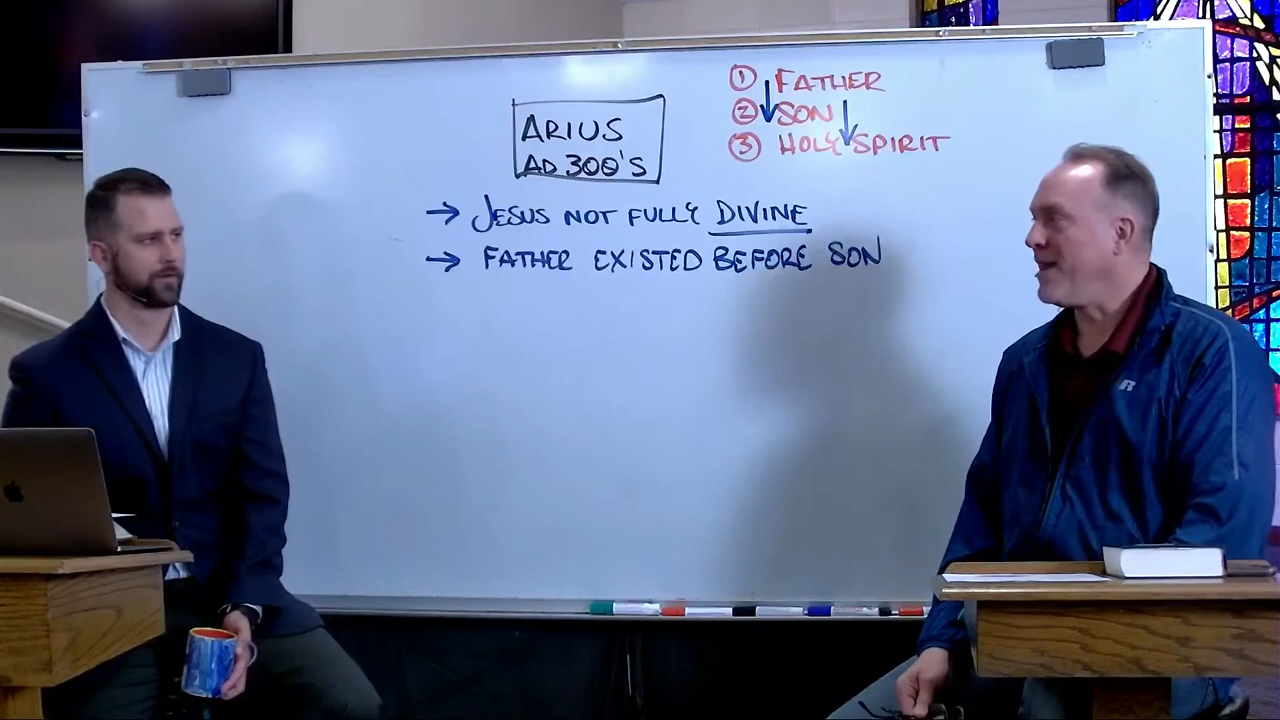 ① FATHER
② SON
③ HOLY SPIRIT
ARIUS
AD 300'S
→ JESUS NOT FULLY DIVINE
→ FATHER EXISTED BEFORE SON
R